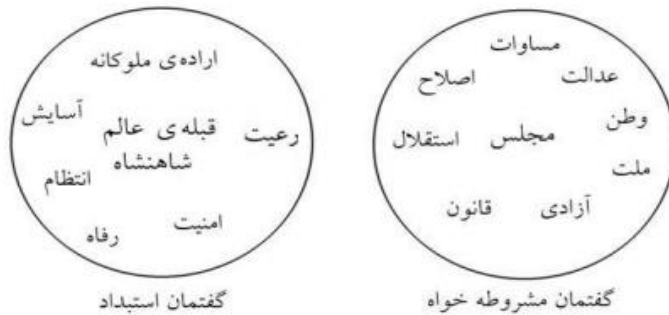 مساوات
عدالت
اصلاح
وطن
مجلس
استقلال
ملت
آزادی
قانون
گفتمان مشروطه خواه
اراده‌ی ملوکانه
آسایش
قبله‌ی عالم
شاهنشاه
رعیت
انتظام
امنیت
رفاه
گفتمان استبداد